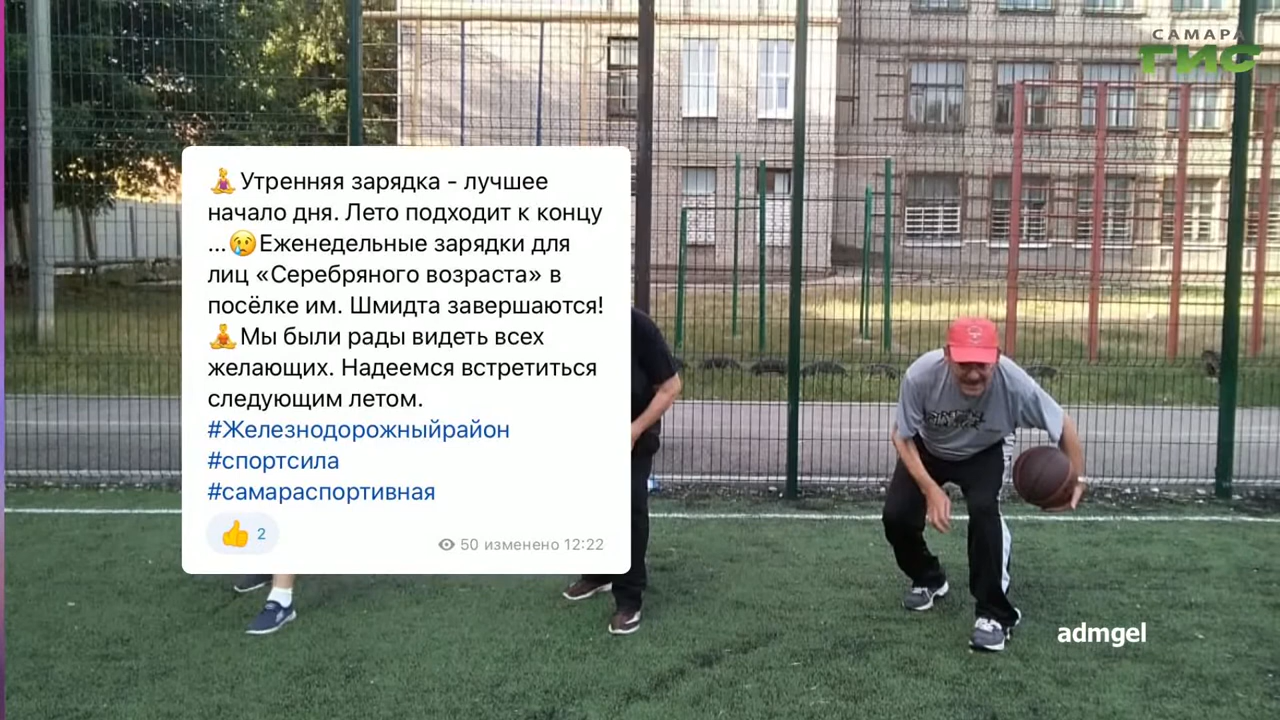 САМАРА
ГИС
🧘‍♀️Утренняя зарядка - лучшее
начало дня. Лето подходит к концу
...😢Еженедельные зарядки для
лиц «Серебряного возраста» в
посёлке им. Шмидта завершаются!
🧘Мы были рады видеть всех
желающих. Надеемся встретиться
следующим летом.
#Железнодорожныйрайон
#спортсила
#самараспортивная
👍 2
50 изменено 12:22
admgel